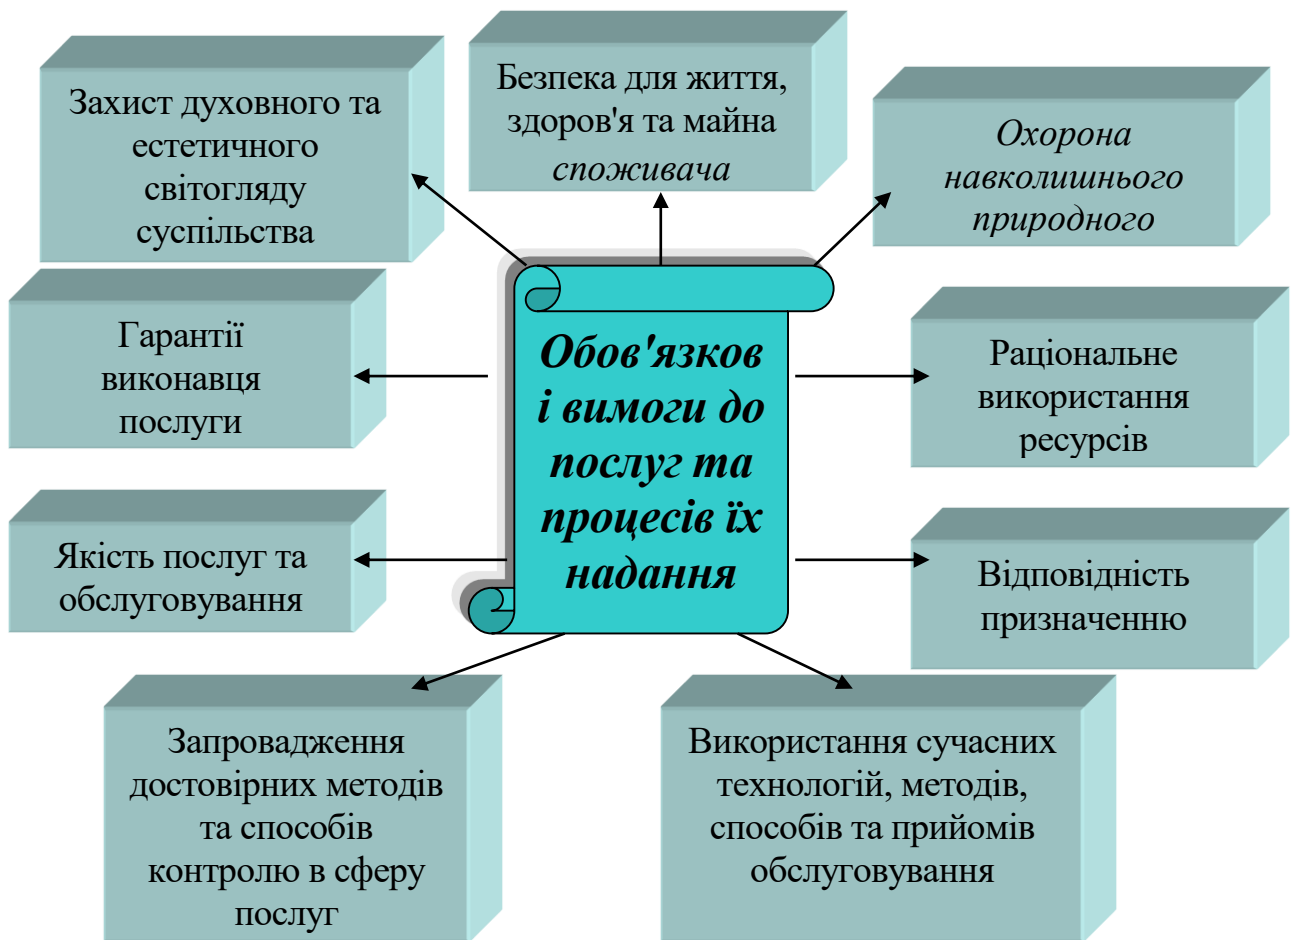 Захист духовного та
естетичного
світогляду
суспільства
Безпека для життя,
здоров'я та майна
споживача
Охорона
навколишнього
природного
Гарантії
виконавця
послуги
Обов'язков
і вимоги до
послуг та
процесів їх
надання
Раціональне
використання
ресурсів
Якість послуг та
обслуговування
Відповідність
призначенню
Запровадження
достовірних методів
та способів
контролю в сферу
послуг
Використання сучасних
технологій, методів,
способів та прийомів
обслуговування